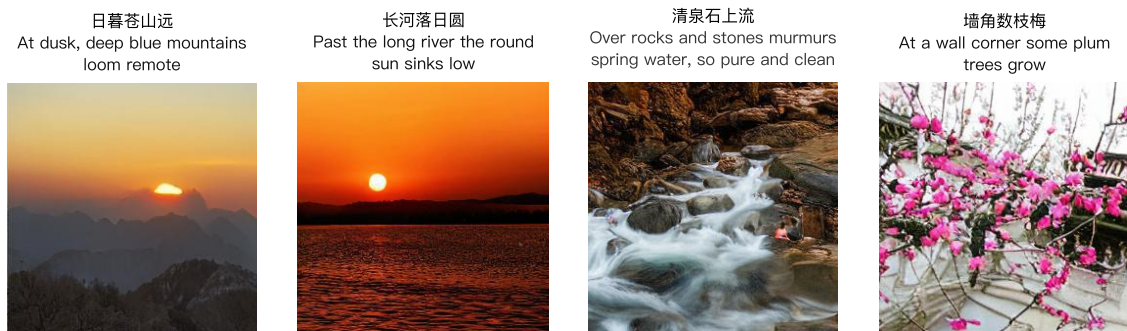 日暮苍山远
At dusk, deep blue mountains
loom remote
长河落日圆
Past the long river the round
sun sinks low
清泉石上流
Over rocks and stones murmurs
spring water, so pure and clean
墙角数枝梅
At a wall corner some plum
trees grow